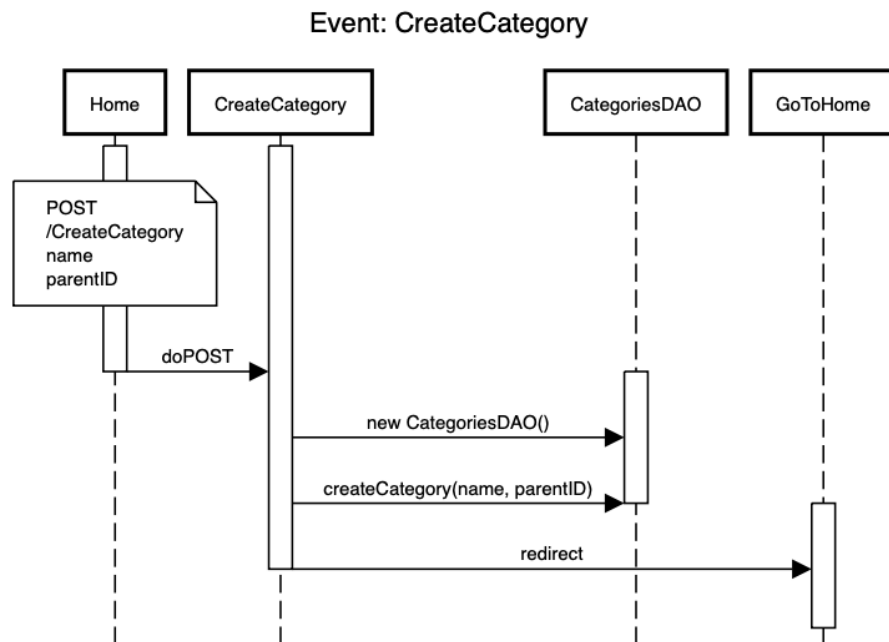 Event: CreateCategory
Home
CreateCategory
CategoriesDAO
GoToHome
POST
/CreateCategory
name
parentID
doPOST
new CategoriesDAO()
createCategory(name, parentID)
redirect